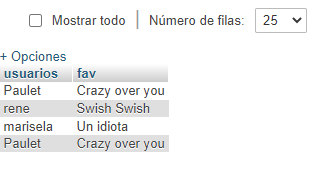 Mostrar todo | Número de filas: 25
+ Opciones
usuarios fav
Paulet Crazy over you
rene Swish Swish
marisela Un idiota
Paulet Crazy over you